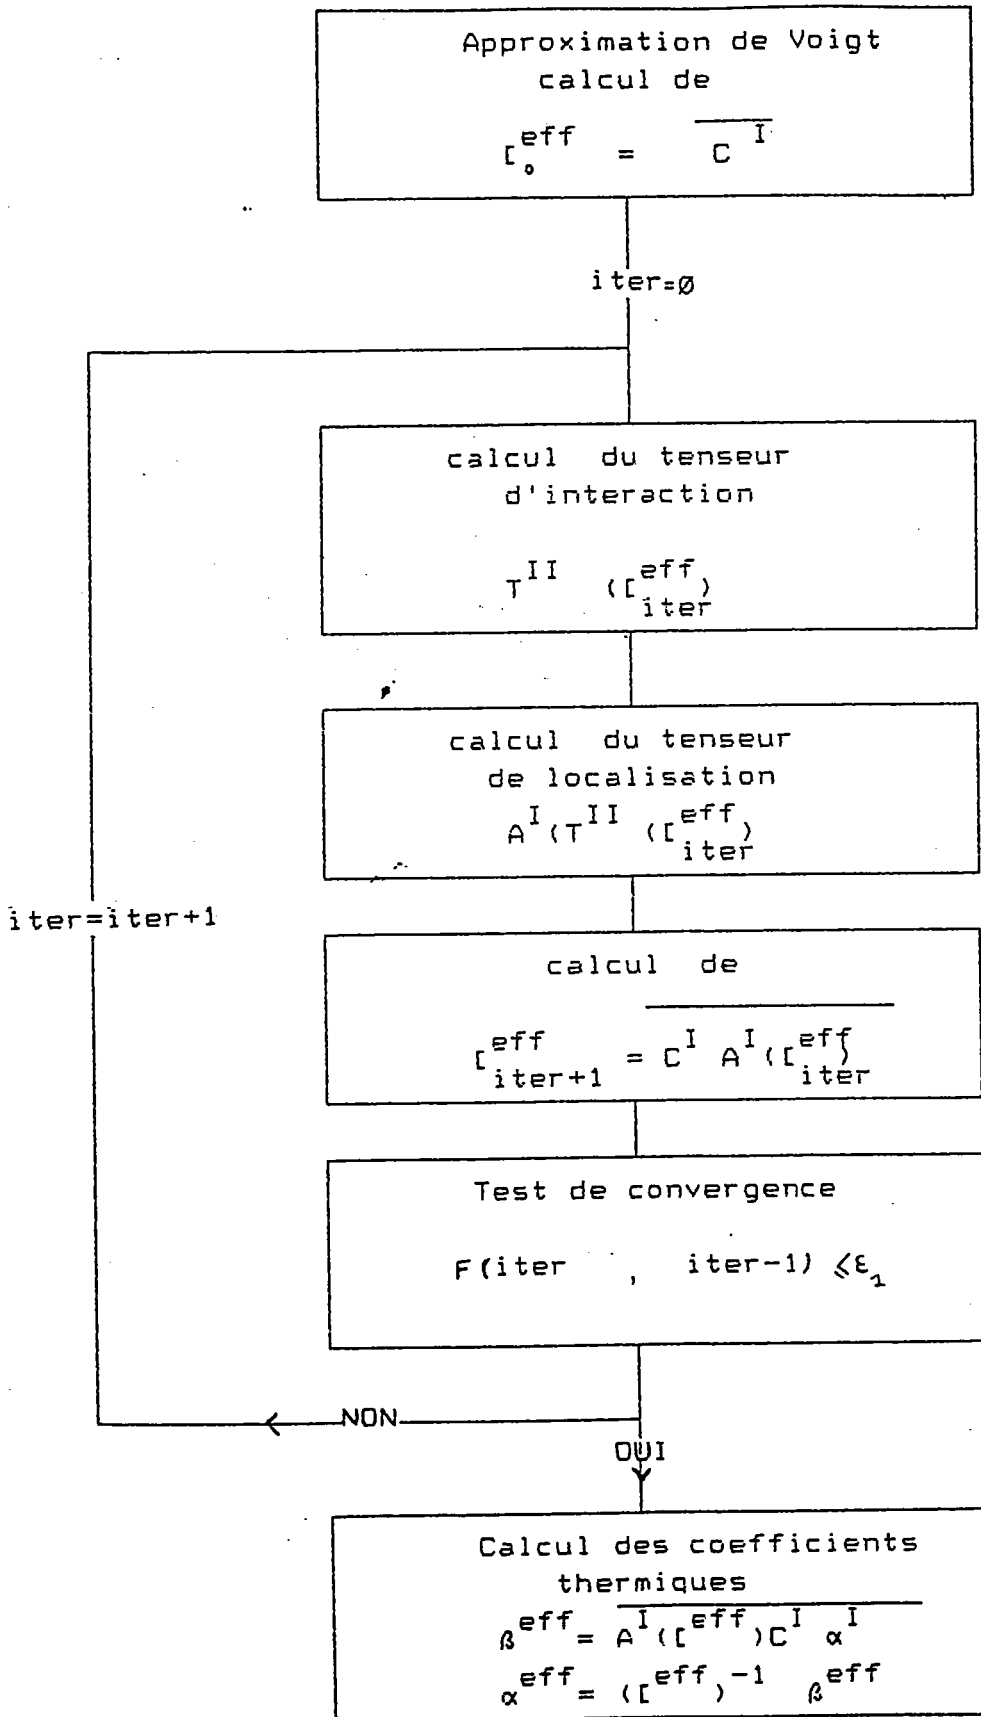 Approximation de Voigt
calcul de
[₀^eff = C^I
iter=ø
calcul du tenseur
d'interaction
T^II ([^eff_iter)
calcul du tenseur
de localisation
A^I(T^II ([^eff_iter)
iter=iter+1
calcul de
[^eff_iter+1 = C^I A^I([^eff_iter)
Test de convergence
F(iter , iter-1) ⩽ε₁
NON
OUI
Calcul des coefficients
thermiques
β^eff= A^I([^eff)C^I α^I
α^eff= ([^eff)^-1 β^eff